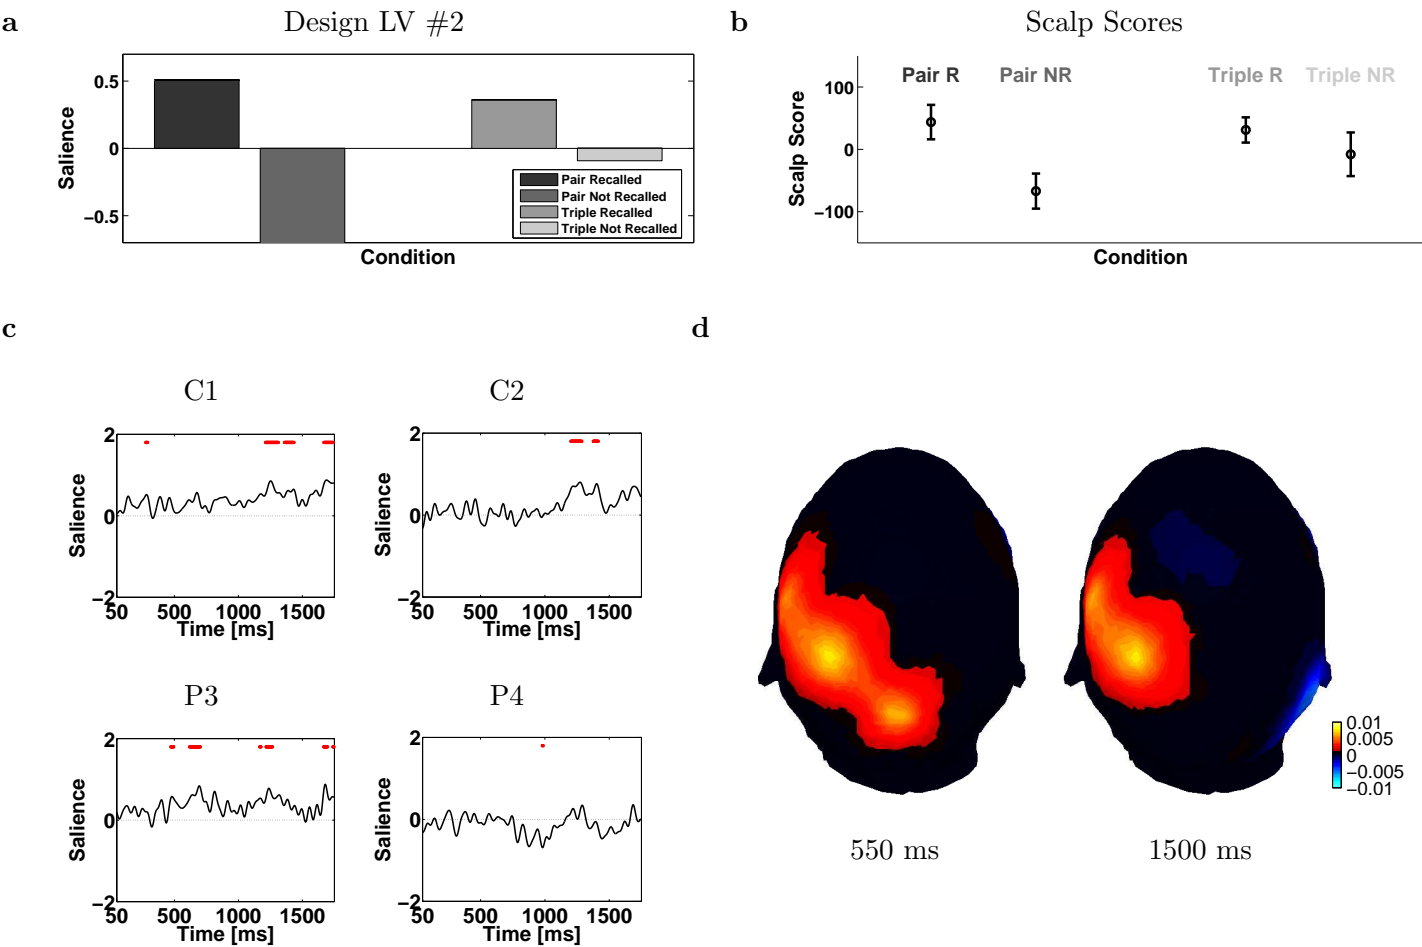 a
Design LV #2
0.5
0
−0.5
Salience
Pair Recalled
Pair Not Recalled
Triple Recalled
Triple Not Recalled
Condition
b
Scalp Scores
Pair R
Pair NR
Triple R
Triple NR
100
0
−100
Scalp Score
Condition
c
C1
2
0
−2
Salience
50 500 1000 1500
Time [ms]
C2
2
0
−2
Salience
50 500 1000 1500
Time [ms]
P3
2
0
−2
Salience
50 500 1000 1500
Time [ms]
P4
2
0
−2
Salience
50 500 1000 1500
Time [ms]
d
0.01
0.005
0
−0.005
−0.01
550 ms
1500 ms